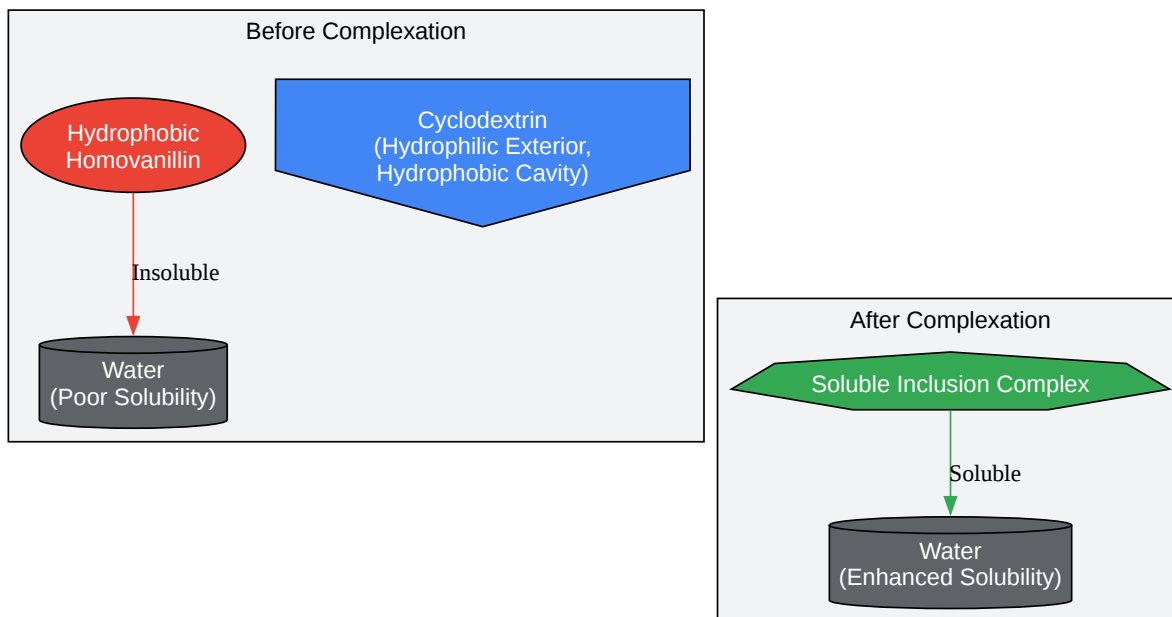 Before Complexation
Hydrophobic
Homovanillin
Cyclodextrin
(Hydrophilic Exterior,
Hydrophobic Cavity)
Insoluble
Water
(Poor Solubility)
After Complexation
Soluble Inclusion Complex
Soluble
Water
(Enhanced Solubility)